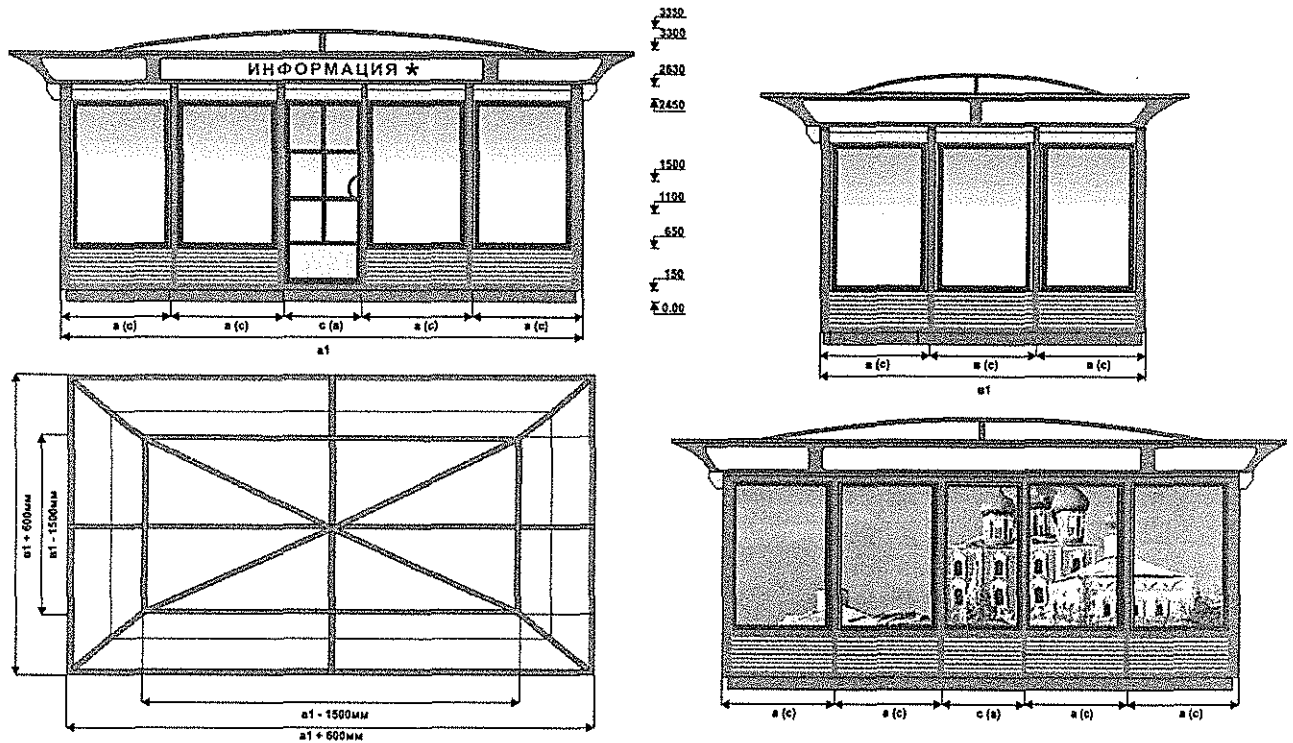 ИНФОРМАЦИЯ *
a (c) a (c) c (a) a (c) a (c)
a1
3350
3300
2630
2450
1500
1100
650
150
0.00
a (c) a (c) a (c)
в1
в1 + 600мм
в1 - 1500мм
a1 - 1500мм
a1 + 600мм
a (c) a (c) c (a) a (c) a (c)